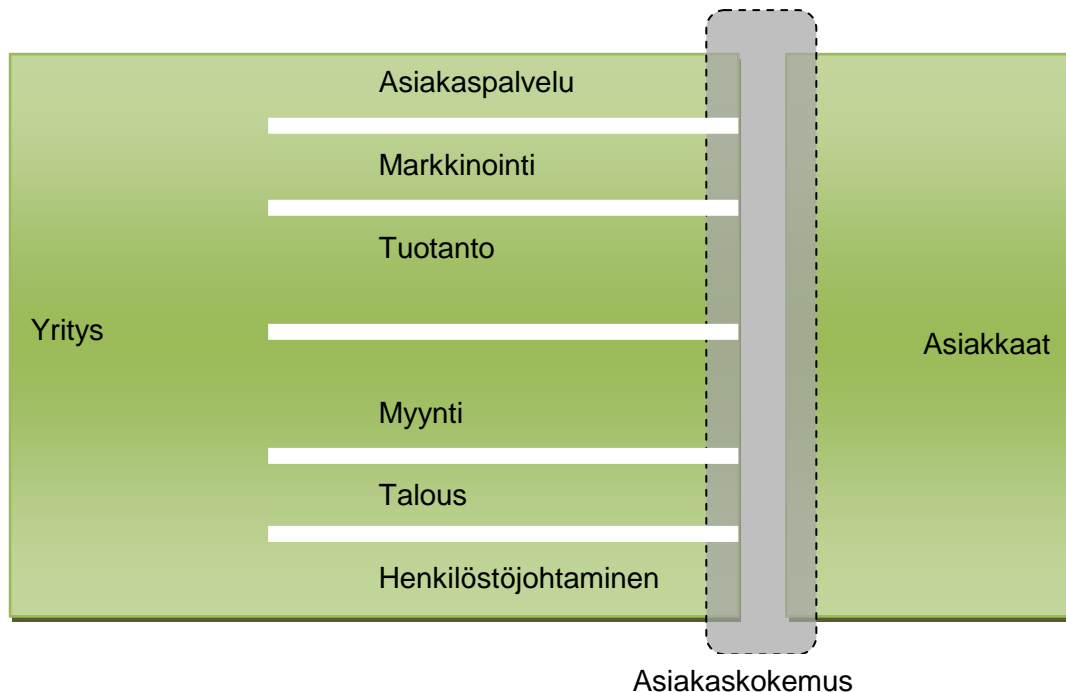 Asiakaspalvelu
Markkinointi
Tuotanto
Yritys
Asiakkaat
Myynti
Talous
Henkilöstöjohtaminen
Asiakaskokemus